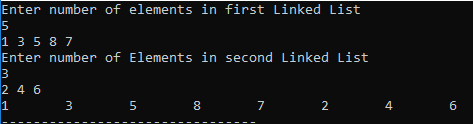 Enter number of elements in first Linked List
5
1 3 5 8 7
Enter number of Elements in second Linked List
3
2 4 6
1 3 5 8 7 2 4 6
--------------------------------